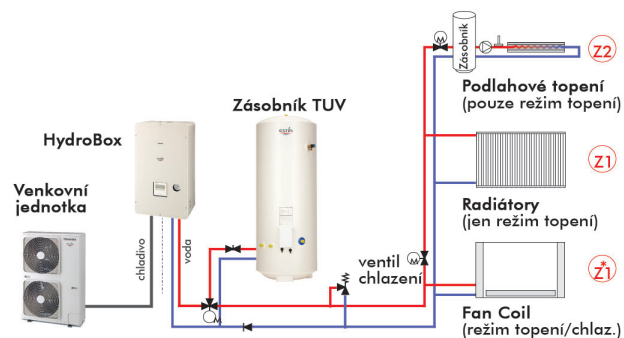 Zásobník
Z2
Podlahové topení
(pouze režim topení)
Zásobník TUV
HydroBox
estia
Z1
Venkovní
jednotka
Radiátory
(jen režim topení)
chladivo
voda
ventil
chlazení
Z1*
Fan Coil
(režim topení/chlaz.)